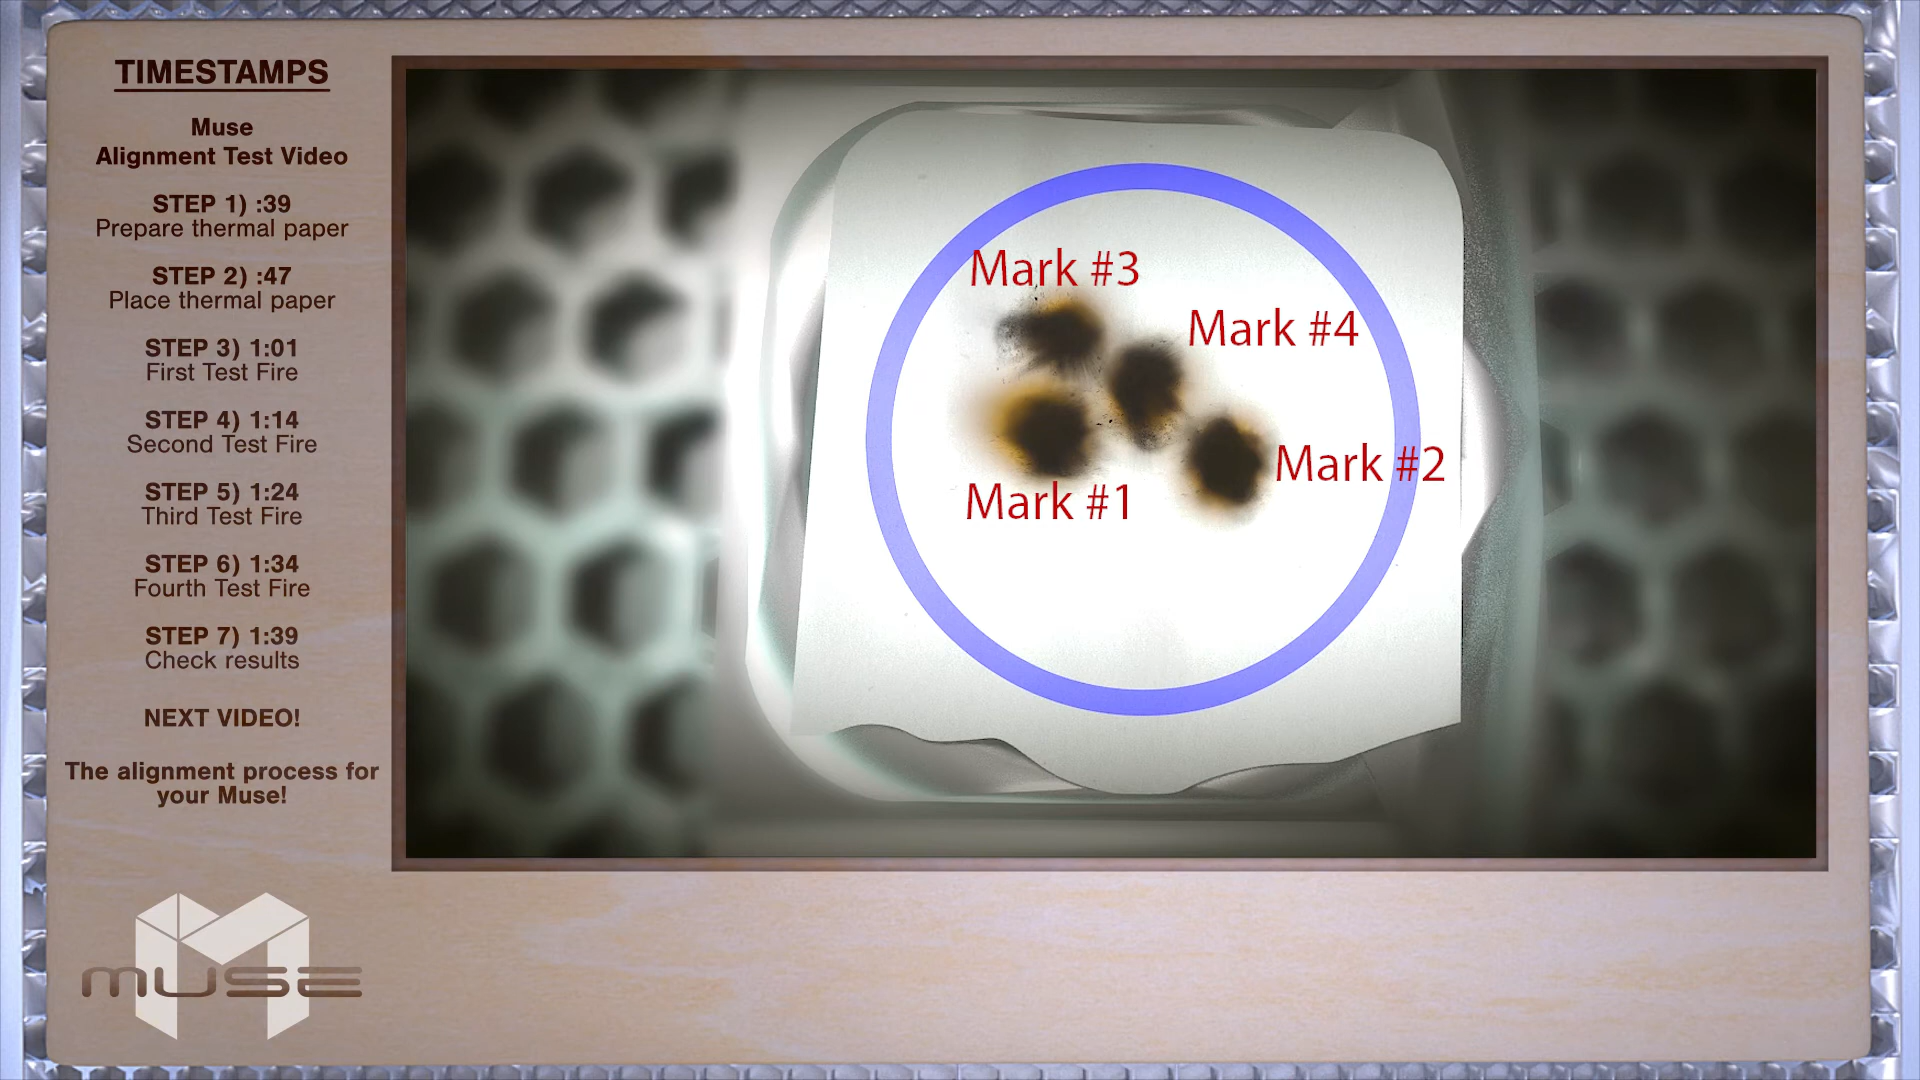 TIMESTAMPS
Muse
Alignment Test Video
STEP 1) :39
Prepare thermal paper
STEP 2) :47
Place thermal paper
STEP 3) 1:01
First Test Fire
STEP 4) 1:14
Second Test Fire
STEP 5) 1:24
Third Test Fire
STEP 6) 1:34
Fourth Test Fire
STEP 7) 1:39
Check results
NEXT VIDEO!
The alignment process for
your Muse!
MUSE
Mark #3
Mark #4
Mark #2
Mark #1